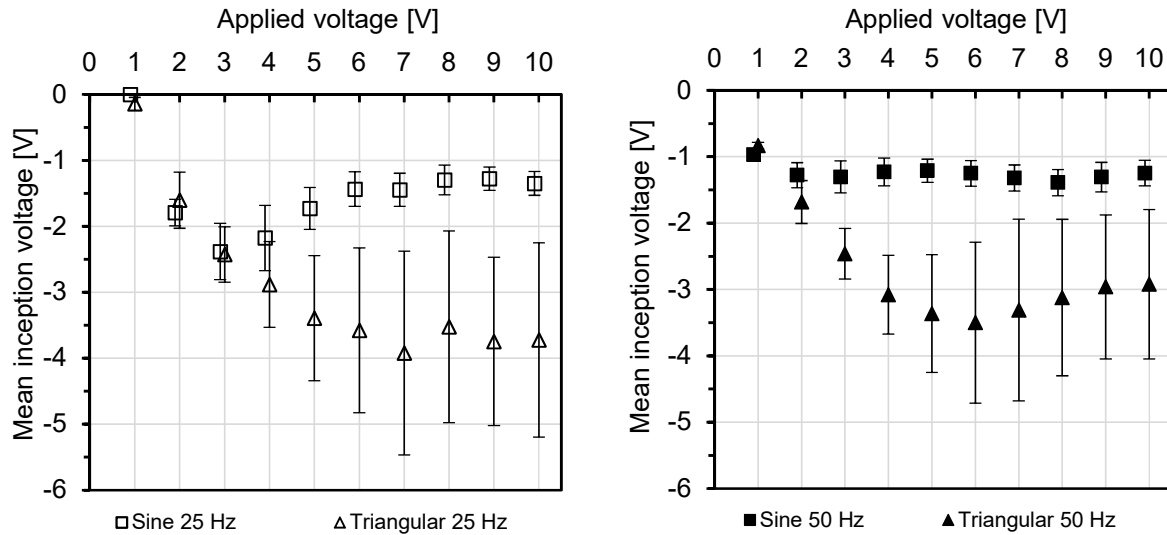 Applied voltage [V]
0 1 2 3 4 5 6 7 8 9 10
0
-1
-2
-3
-4
-5
-6
Mean inception voltage [V]
Sine 25 Hz Triangular 25 Hz
Applied voltage [V]
0 1 2 3 4 5 6 7 8 9 10
0
-1
-2
-3
-4
-5
-6
Mean inception voltage [V]
Sine 50 Hz Triangular 50 Hz